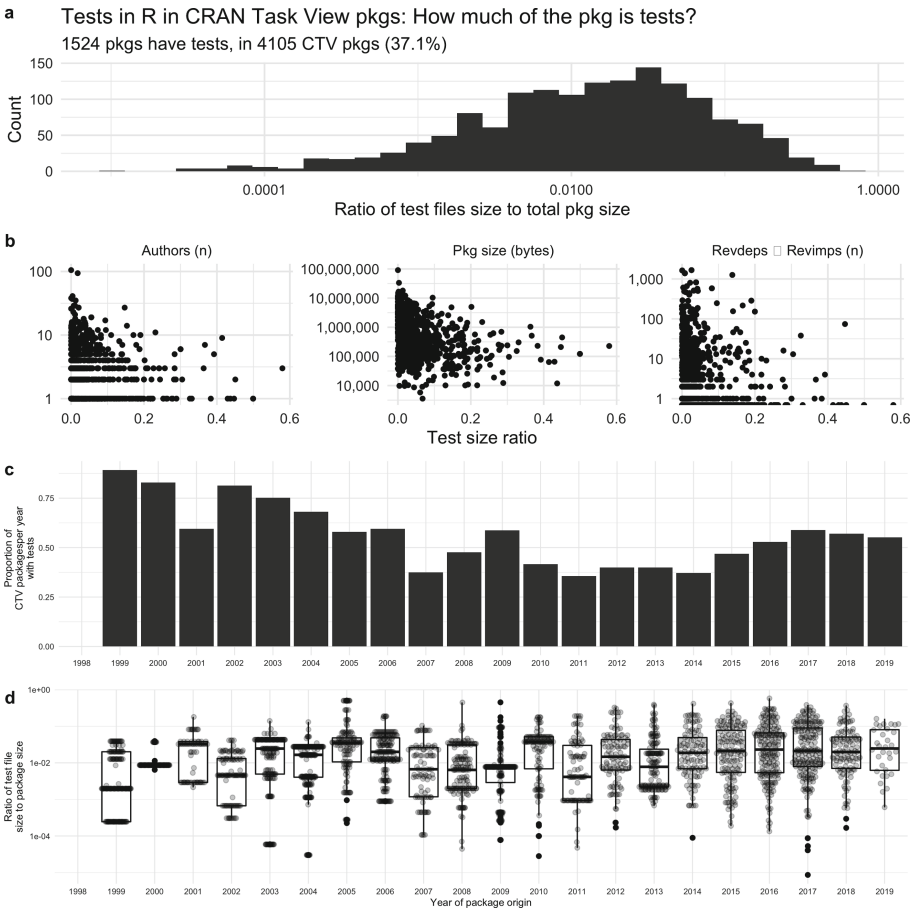 a
Tests in R in CRAN Task View pkgs: How much of the pkg is tests?
1524 pkgs have tests, in 4105 CTV pkgs (37.1%)
Count
150
100
50
0
0.0001 0.0100 1.0000
Ratio of test files size to total pkg size
b
Authors (n) Pkg size (bytes) Revdeps □ Revimps (n)
100
10
1
100,000,000
10,000,000
1,000,000
100,000
10,000
1,000
100
10
1
0.0 0.2 0.4 0.6 0.0 0.2 0.4 0.6 0.0 0.2 0.4 0.6
Test size ratio
c
Proportion of
CTV packagesper year
with tests
0.75
0.50
0.25
0.00
1998 1999 2000 2001 2002 2003 2004 2005 2006 2007 2008 2009 2010 2011 2012 2013 2014 2015 2016 2017 2018 2019
d
Ratio of test file
size to package size
1e+00
1e-02
1e-04
1998 1999 2000 2001 2002 2003 2004 2005 2006 2007 2008 2009 2010 2011 2012 2013 2014 2015 2016 2017 2018 2019
Year of package origin